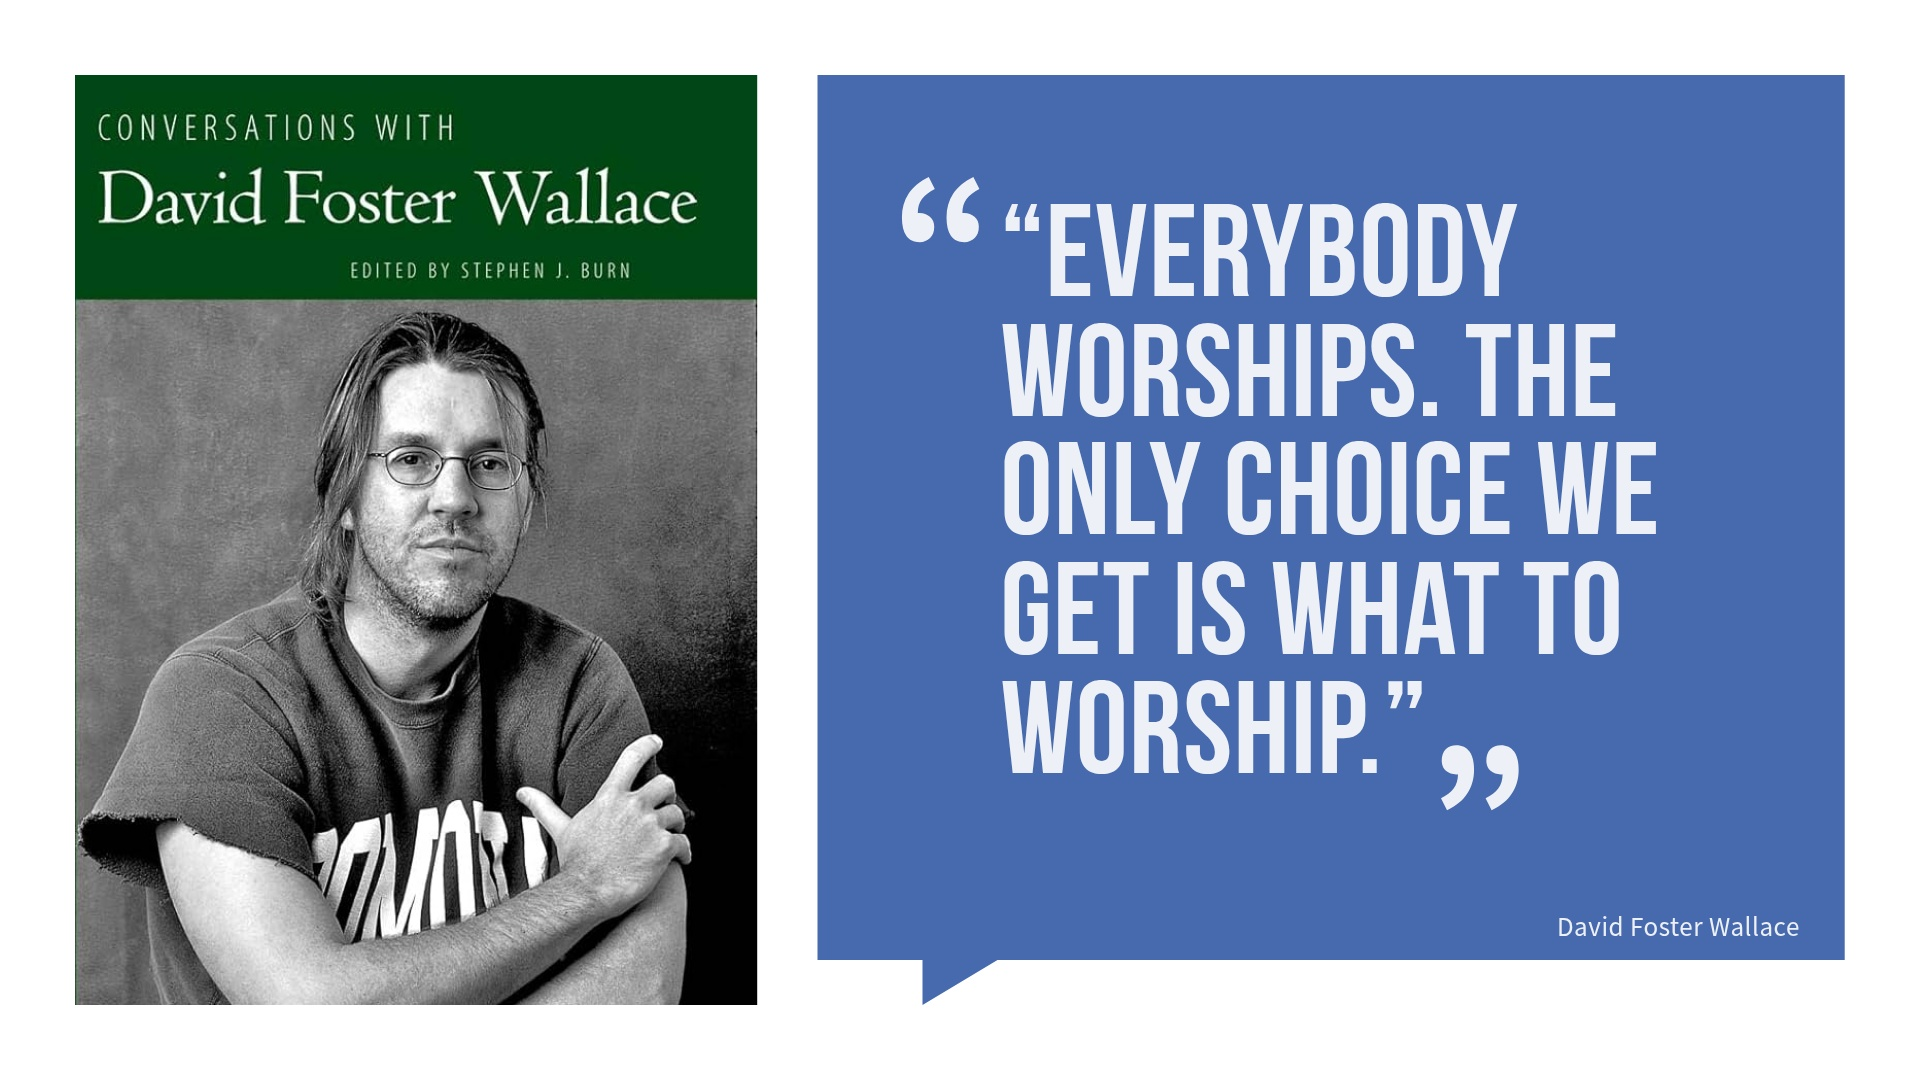 CONVERSATIONS WITH
David Foster Wallace
EDITED BY STEPHEN J. BURN
“
“EVERYBODY
WORSHIPS. THE
ONLY CHOICE WE
GET IS WHAT TO
WORSHIP.”
”
David Foster Wallace